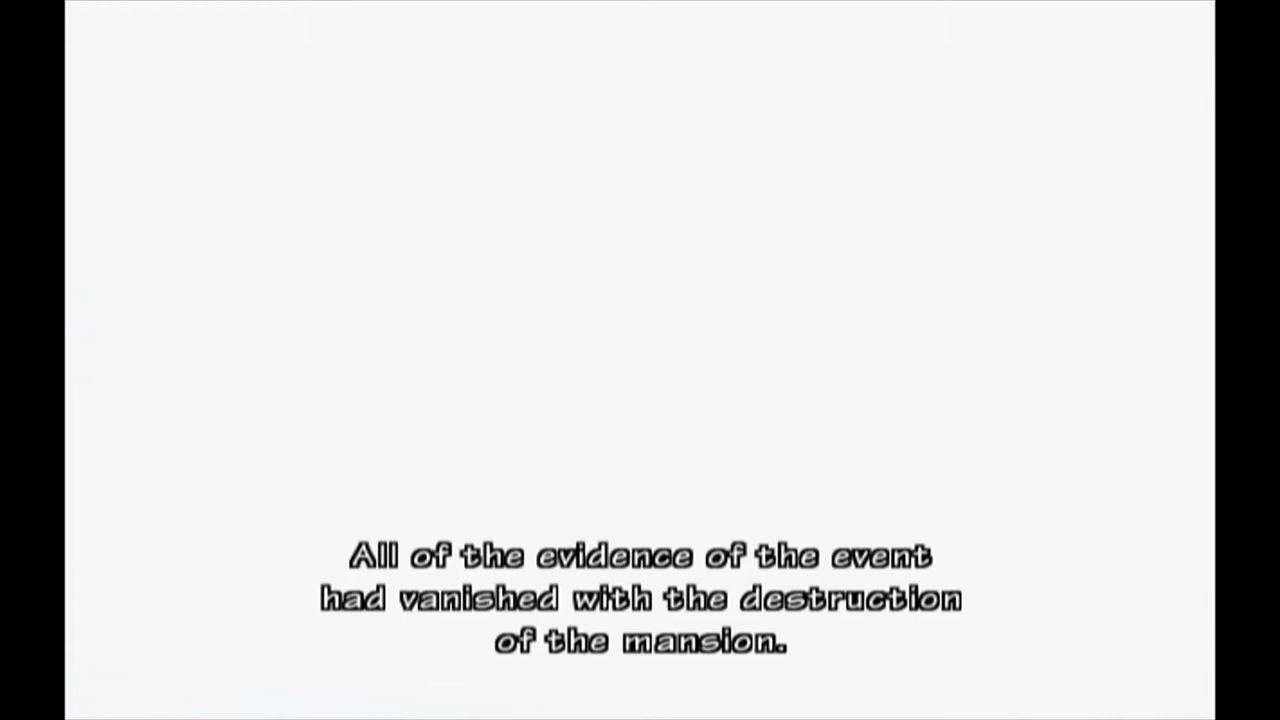 All of the evidence of the event
had vanished with the destruction
of the mansion.